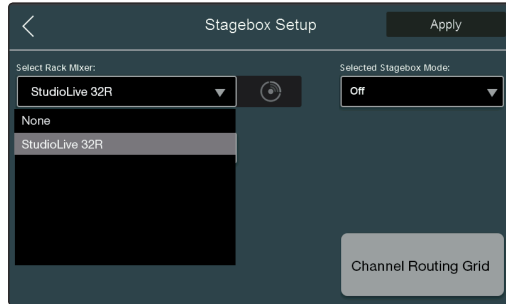 Stagebox Setup
Apply
Select Rack MIxer:
Selected Stagebox Mode:
StudioLive 32R
Off
None
StudioLive 32R
Channel Routing Grid